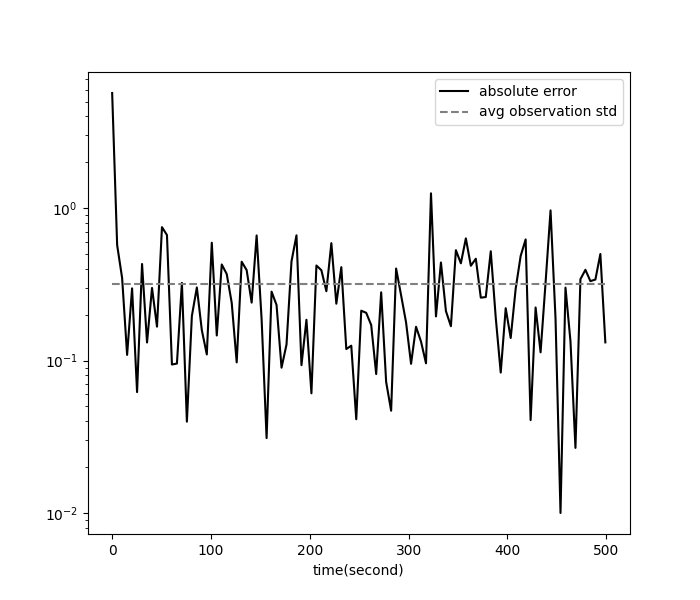 absolute error
avg observation std
10⁰
10⁻¹
10⁻²
0 100 200 300 400 500
time(second)